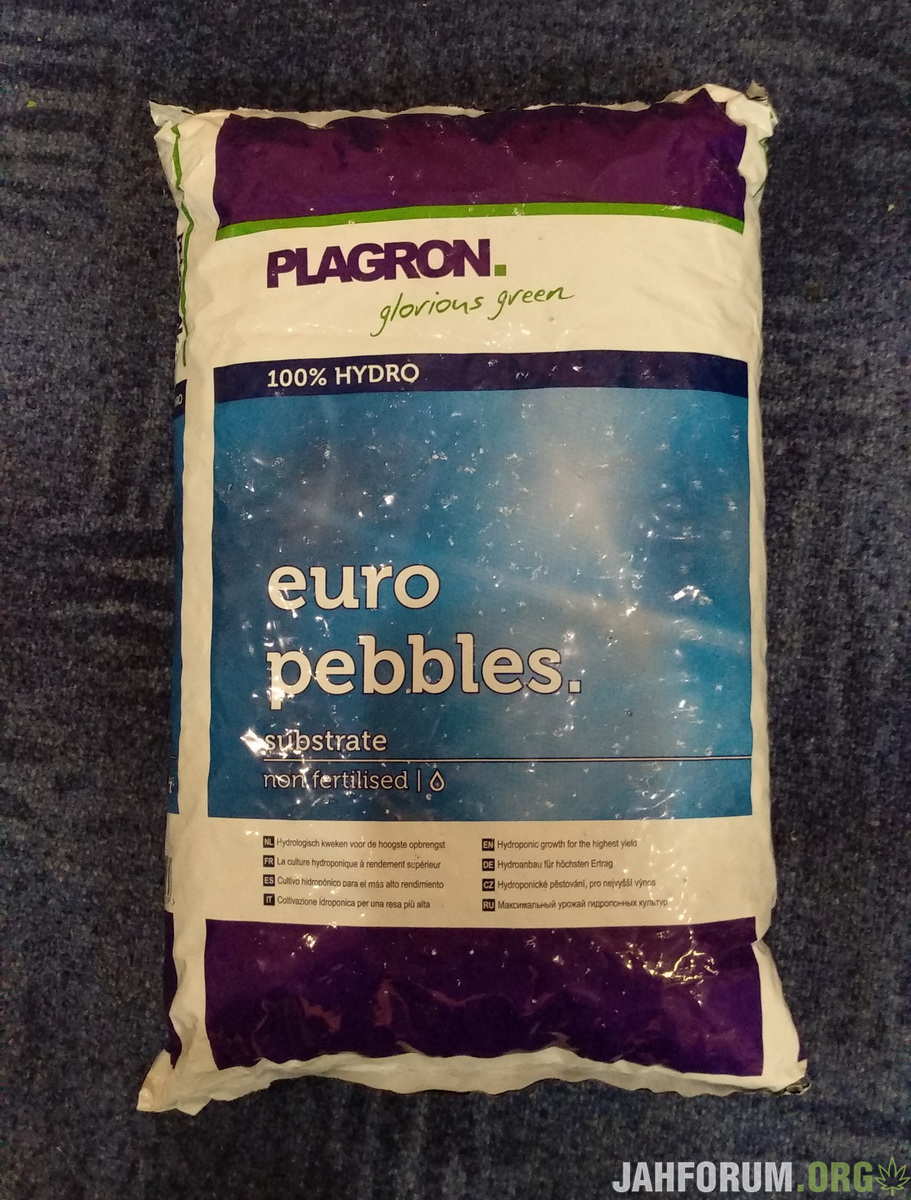 PLAGRON.
glorious green
100% HYDRO
euro
pebbles.
substrate
non fertilised |
NL Hydrologisch kweken voor de hoogste opbrengst
FR La culture hydroponique à rendement supérieur
ES Cultivo hidropónico para el más alto rendimiento
IT Coltivazione idroponica per una resa più alta
EN Hydroponic growth for the highest yield
DE Hydroanbau für höchsten Ertrag
CZ Hydroponické pěstování, pro nejvyšší výnos
RU Максимальный урожай гидропонных культур
JAHFORUM.ORG